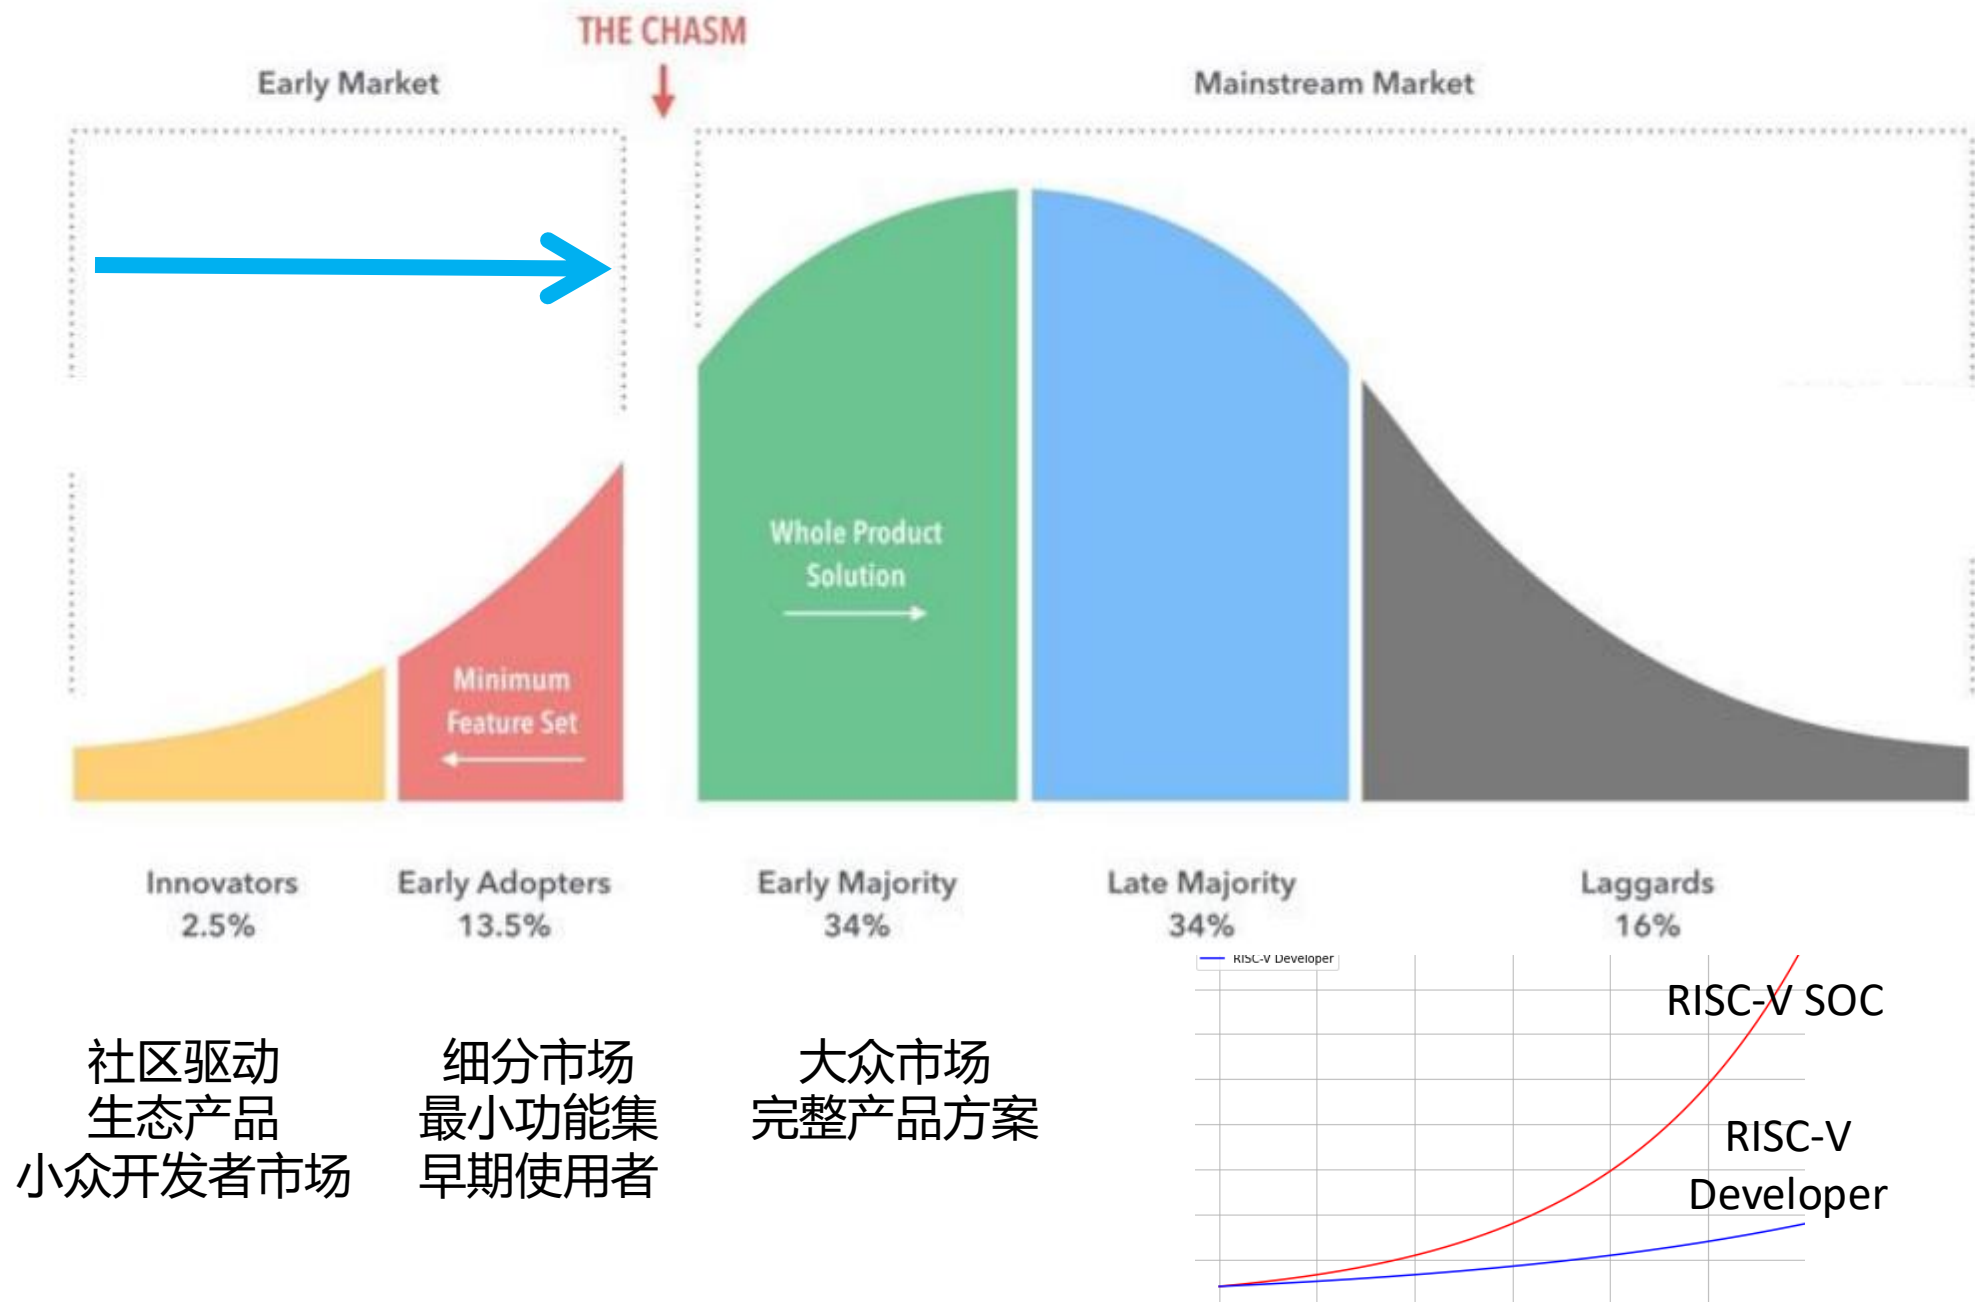 THE CHASM
Early Market
Mainstream Market
Whole Product
Solution
Minimum
Feature Set
Innovators
2.5%
Early Adopters
13.5%
Early Majority
34%
Late Majority
34%
Laggards
16%
社区驱动
生态产品
小众开发者市场
细分市场
最小功能集
早期使用者
大众市场
完整产品方案
RISC-V Developer
RISC-V SOC
RISC-V
Developer